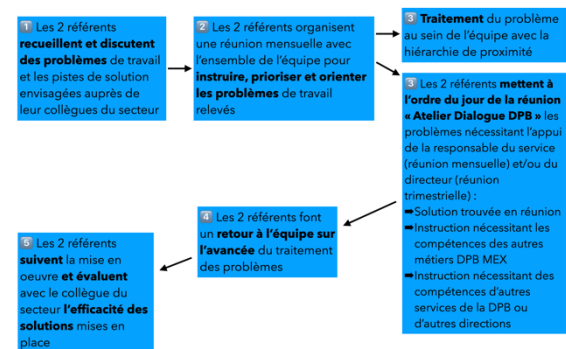 1 Les 2 référents
recueillent et discutent
des problèmes de travail
et les pistes de solution
envisagées auprès de
leur collègues du secteur
2 Les 2 référents organisent
une réunion mensuelle avec
l'ensemble de l'équipe pour
instruire, prioriser et orienter
les problèmes de travail
relevés
3 Traitement du problème
au sein de l'équipe avec la
hiérarchie de proximité
3 Les 2 référents mettent à
l'ordre du jour de la réunion
« Atelier Dialogue DPB » les
problèmes nécessitant l'appui
de la responsable du service
(réunion mensuelle) et/ou du
directeur (réunion
trimestrielle) :
➡Solution trouvée en réunion
➡Instruction nécessitant les
compétences des autres
métiers DPB MEX
➡Instruction nécessitant des
compétences d'autres
services de la DPB ou
d'autres directions
4 Les 2 référents font
un retour à l'équipe sur
l'avancée du traitement
des problèmes
5 Les 2 référents
suivent la mise en
oeuvre et évaluent
avec le collègue du
secteur l'efficacité des
solutions mises en
place